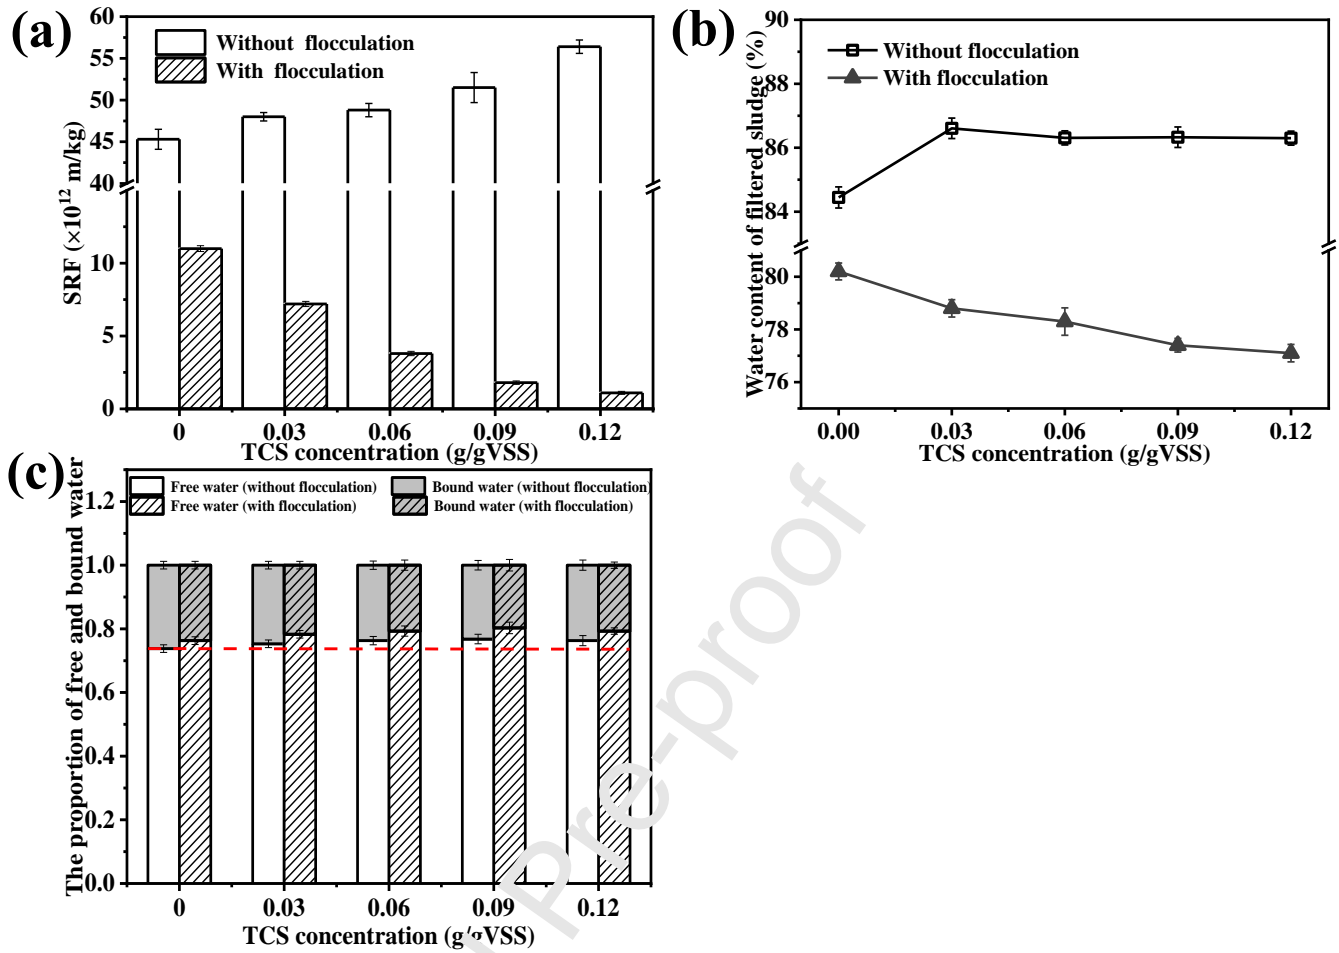 (a)
60
55
50
45
40
10
5
0
SRF (×10¹² m/kg)
Without flocculation
With flocculation
0 0.03 0.06 0.09 0.12
TCS concentration (g/gVSS)
(b)
90
88
86
84
80
78
76
Water content of filtered sludge (%)
Without flocculation
With flocculation
0.00 0.03 0.06 0.09 0.12
TCS concentration (g/gVSS)
(c)
1.2
1.0
0.8
0.6
0.4
0.2
0.0
The proportion of free and bound water
Free water (without flocculation) Bound water (without flocculation)
Free water (with flocculation) Bound water (with flocculation)
0 0.03 0.06 0.09 0.12
TCS concentration (g/gVSS)
Pre-proof